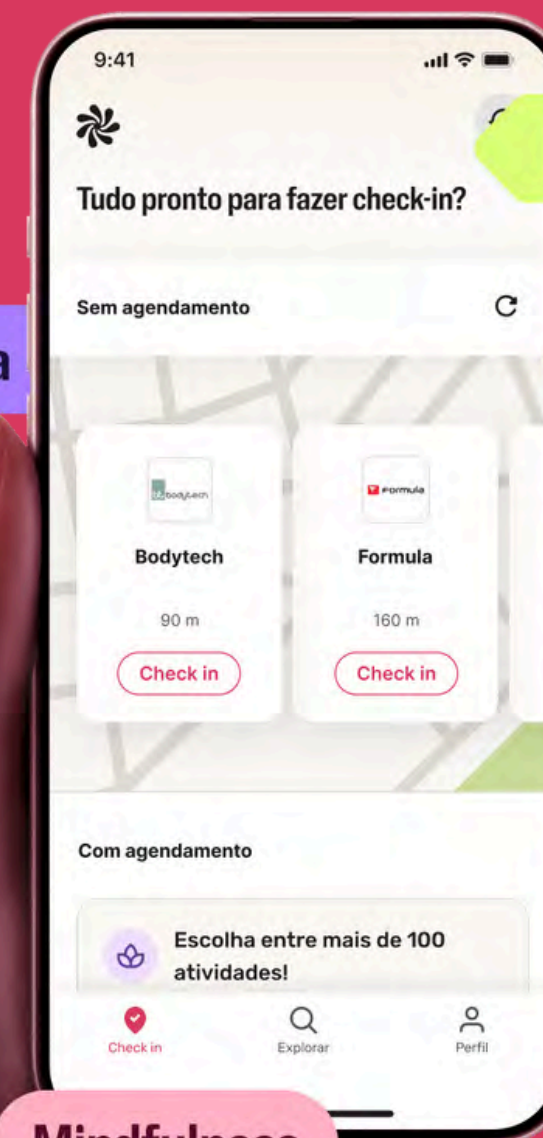 9:41
Tudo pronto para fazer check-in?
Sem agendamento
a
bodytech
Formula
Bodytech
Formula
90 m
160 m
Check in
Check in
Com agendamento
Escolha entre mais de 100
atividades!
Check in
Explorar
Perfil
Mindfulness